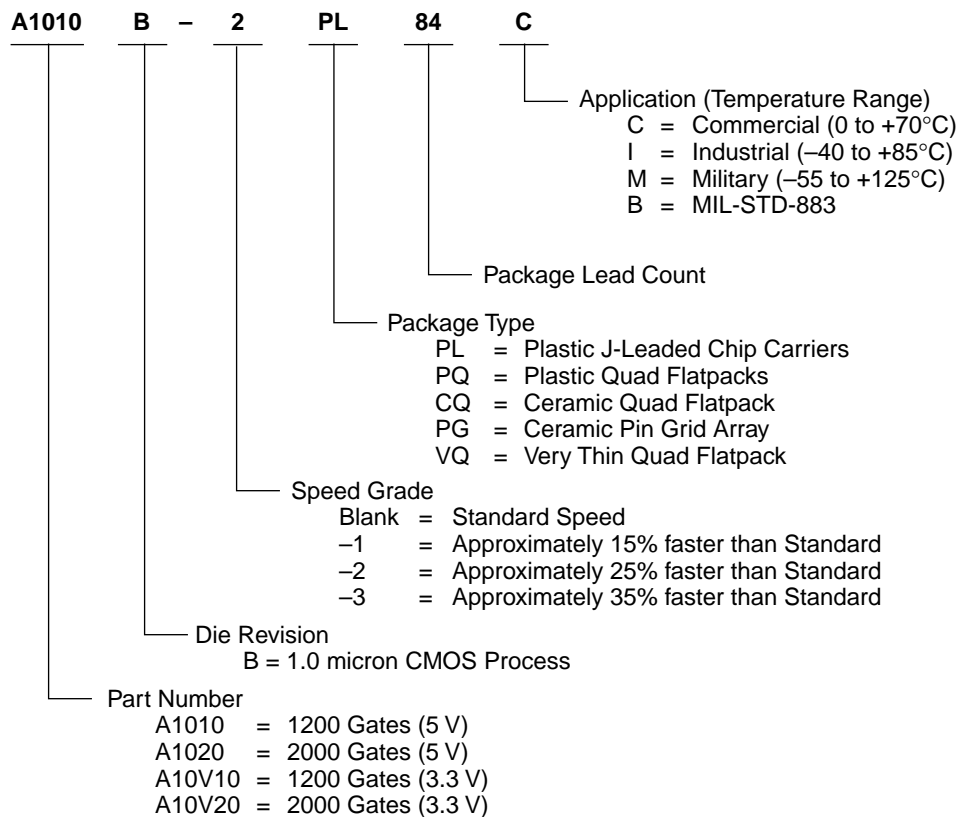 A1010 B – 2 PL 84 C
Application (Temperature Range)
C = Commercial (0 to +70°C)
I = Industrial (–40 to +85°C)
M = Military (–55 to +125°C)
B = MIL-STD-883
Package Lead Count
Package Type
PL = Plastic J-Leaded Chip Carriers
PQ = Plastic Quad Flatpacks
CQ = Ceramic Quad Flatpack
PG = Ceramic Pin Grid Array
VQ = Very Thin Quad Flatpack
Speed Grade
Blank = Standard Speed
–1 = Approximately 15% faster than Standard
–2 = Approximately 25% faster than Standard
–3 = Approximately 35% faster than Standard
Die Revision
B = 1.0 micron CMOS Process
Part Number
A1010 = 1200 Gates (5 V)
A1020 = 2000 Gates (5 V)
A10V10 = 1200 Gates (3.3 V)
A10V20 = 2000 Gates (3.3 V)